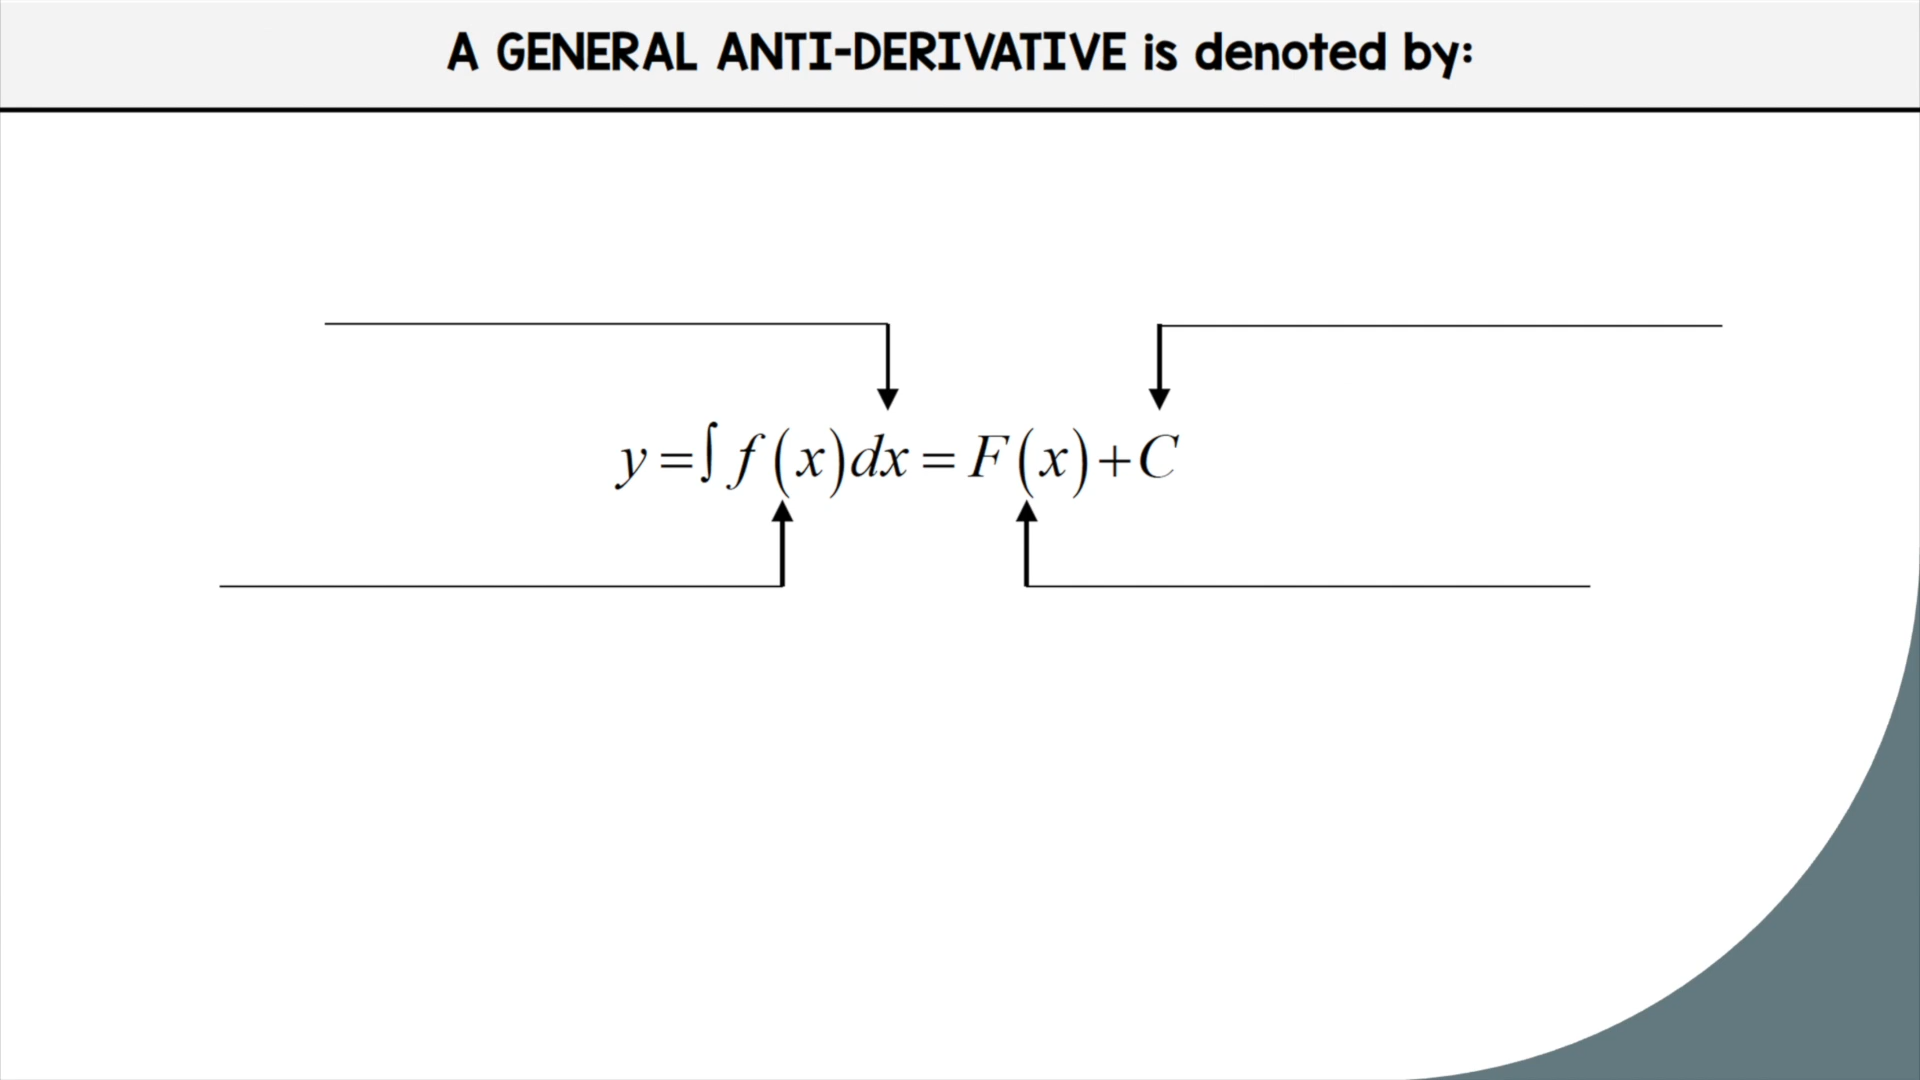 A GENERAL ANTI-DERIVATIVE is denoted by:
y = ∫ f(x)dx = F(x)+C